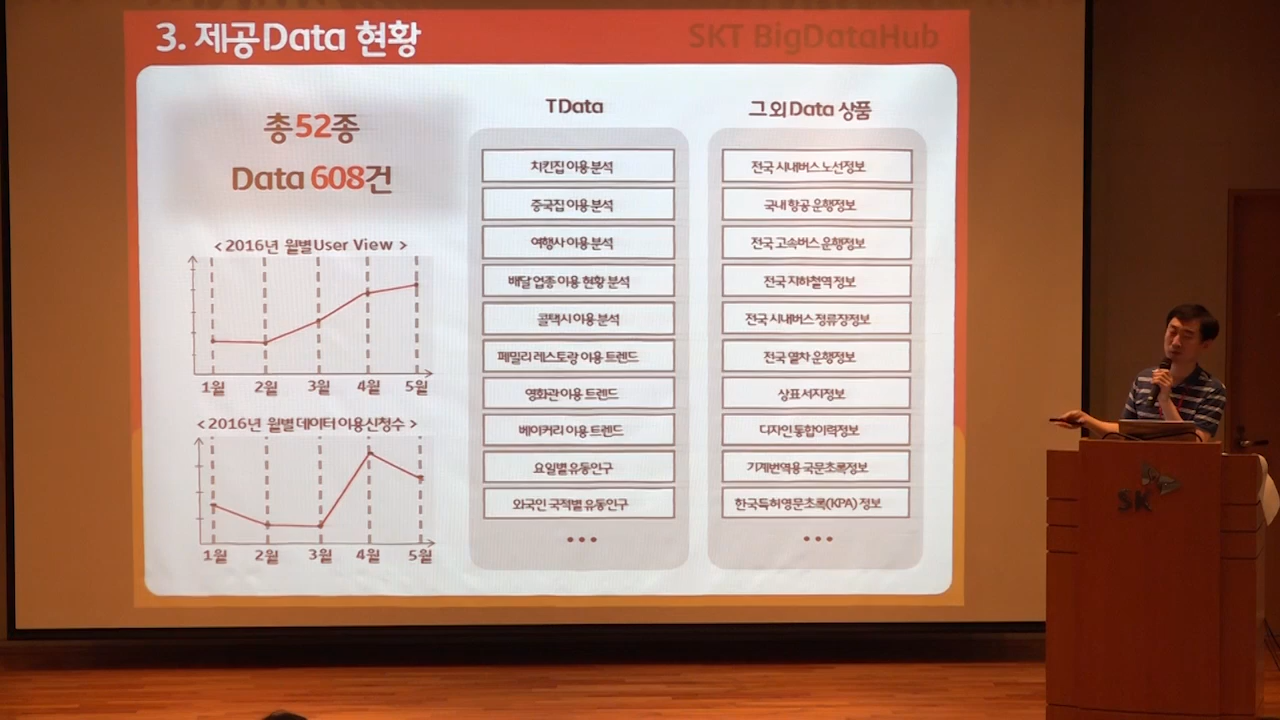 3. 제공Data 현황
SKT BigDataHub
총52종
Data 608건
< 2016년 월별User View >
1월 2월 3월 4월 5월
< 2016년 월별데이터 이용신청수 >
1월 2월 3월 4월 5월
TData
치킨집 이용 분석
중국집 이용 분석
여행사 이용 분석
배달 업종 이용 현황 분석
콜택시 이용 분석
페밀리 레스토랑 이용 트렌드
영화관 이용 트렌드
베이커리 이용 트렌드
요일별 유동인구
외국인 국적별 유동인구
•••
그 외 Data 상품
전국 시내버스 노선정보
국내 항공 운행정보
전국 고속버스 운행정보
전국 지하철역 정보
전국 시내버스 정류장정보
전국 열차 운행정보
상표 서지정보
디자인 통합이력정보
기계번역용 국문초록정보
한국특허영문초록(KPA) 정보
•••
SK